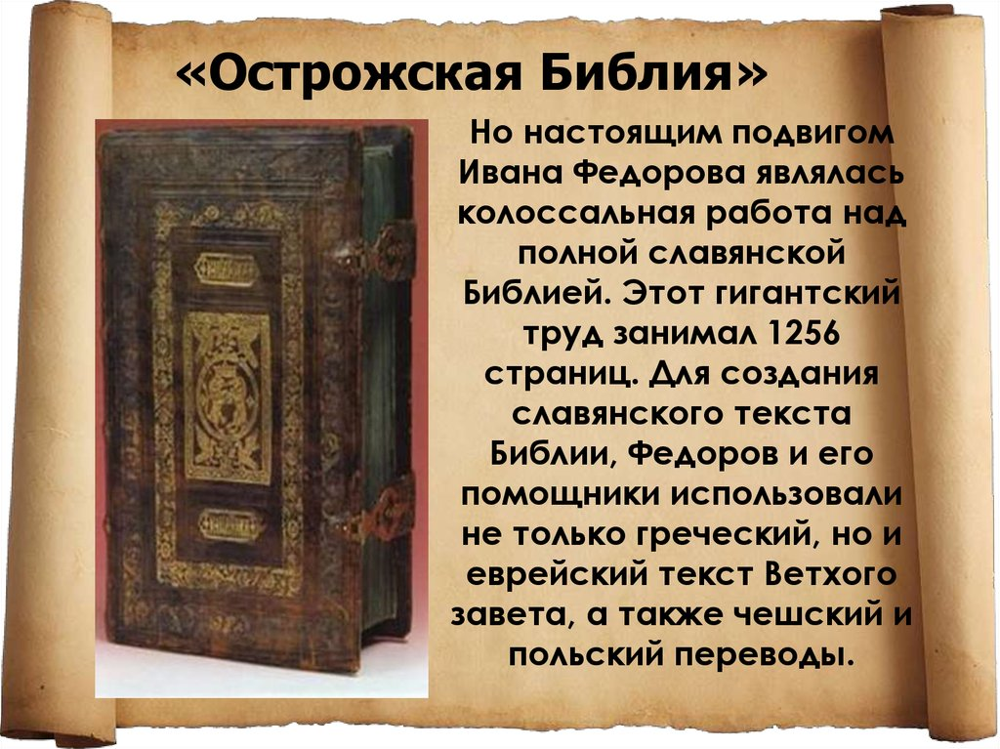 «Острожская Библия»
Но настоящим подвигом
Ивана Федорова являлась
колоссальная работа над
полной славянской
Библией. Этот гигантский
труд занимал 1256
страниц. Для создания
славянского текста
Библии, Федоров и его
помощники использовали
не только греческий, но и
еврейский текст Ветхого
завета, а также чешский и
польский переводы.